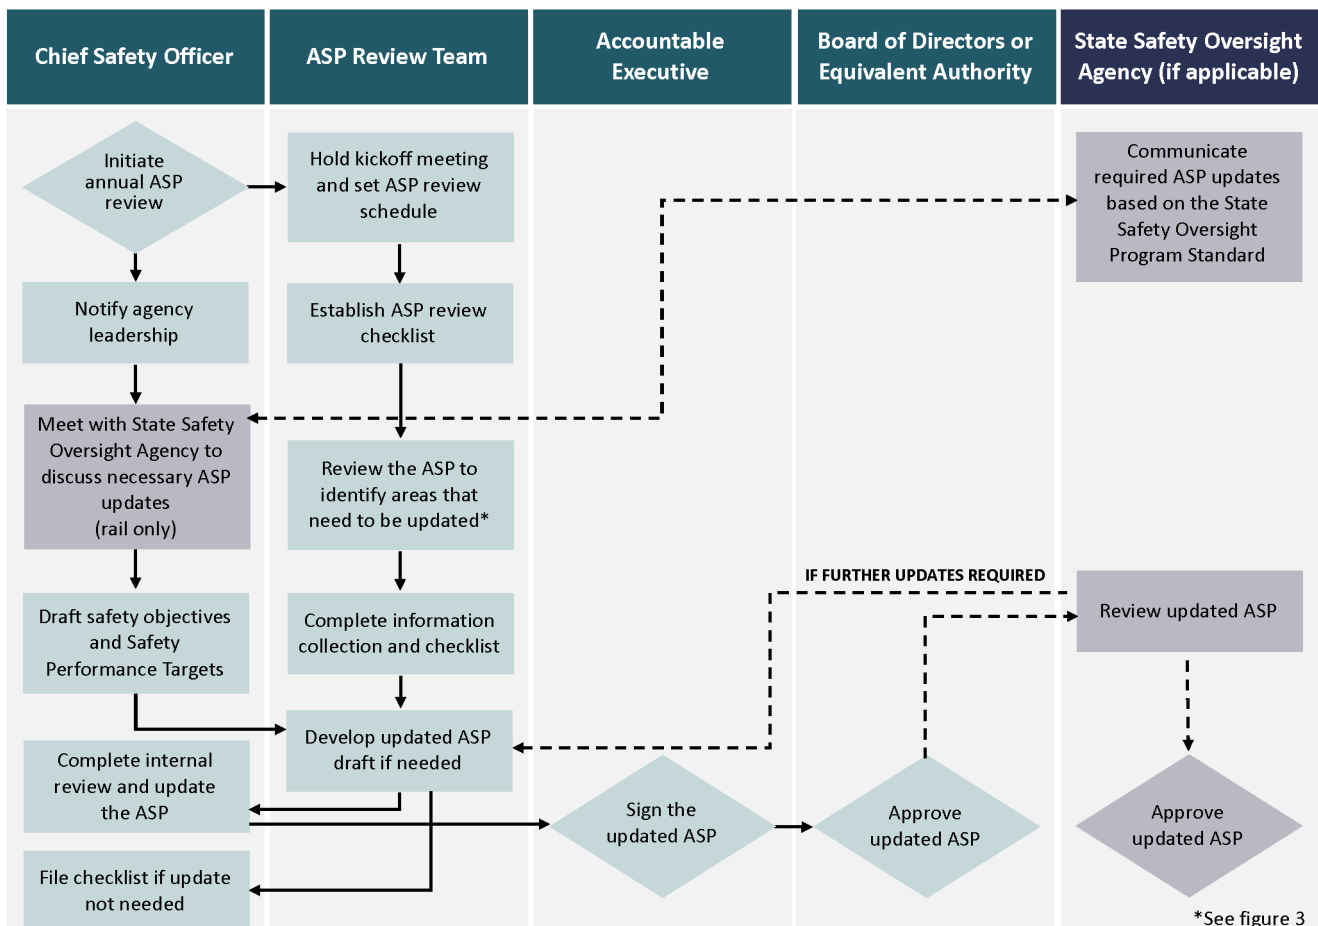 Chief Safety Officer
ASP Review Team
Accountable
Executive
Board of Directors or
Equivalent Authority
State Safety Oversight
Agency (if applicable)
Initiate
annual ASP
review
Notify agency
leadership
Meet with State Safety
Oversight Agency to
discuss necessary ASP
updates
(rail only)
Draft safety objectives
and Safety
Performance Targets
Complete internal
review and update
the ASP
File checklist if update
not needed
Hold kickoff meeting
and set ASP review
schedule
Establish ASP review
checklist
Review the ASP to
identify areas that
need to be updated*
Complete information
collection and checklist
Develop updated ASP
draft if needed
Sign the
updated ASP
IF FURTHER UPDATES REQUIRED
Approve
updated ASP
Communicate
required ASP updates
based on the State
Safety Oversight
Program Standard
Review updated ASP
Approve
updated ASP
*See figure 3